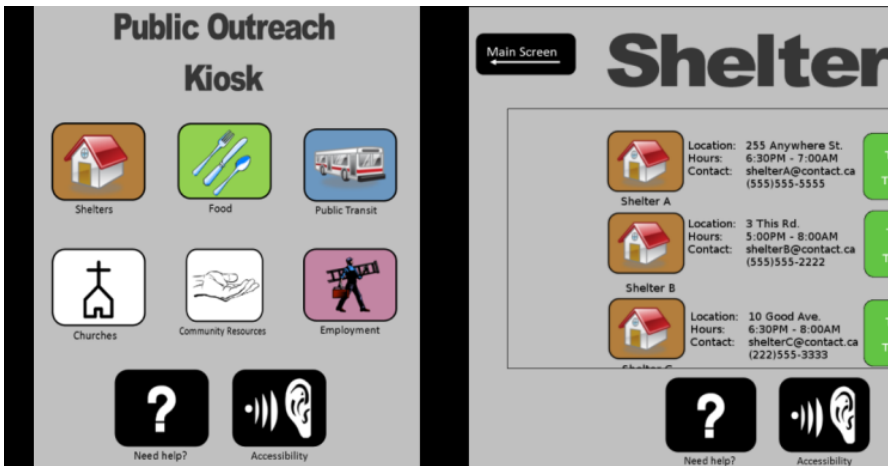 Public Outreach
Kiosk
Shelters
Food
Public Transit
Churches
Community Resources
Employment
Need help?
Accessibility
Main Screen
Shelter
Location: 255 Anywhere St.
Hours: 6:30PM - 7:00AM
Contact: shelterA@contact.ca
(555)555-5555
Shelter A
Location: 3 This Rd.
Hours: 5:00PM - 8:00AM
Contact: shelterB@contact.ca
(555)555-2222
Shelter B
Location: 10 Good Ave.
Hours: 6:30PM - 8:00AM
Contact: shelterC@contact.ca
(222)555-3333
Need help?
Accessibility